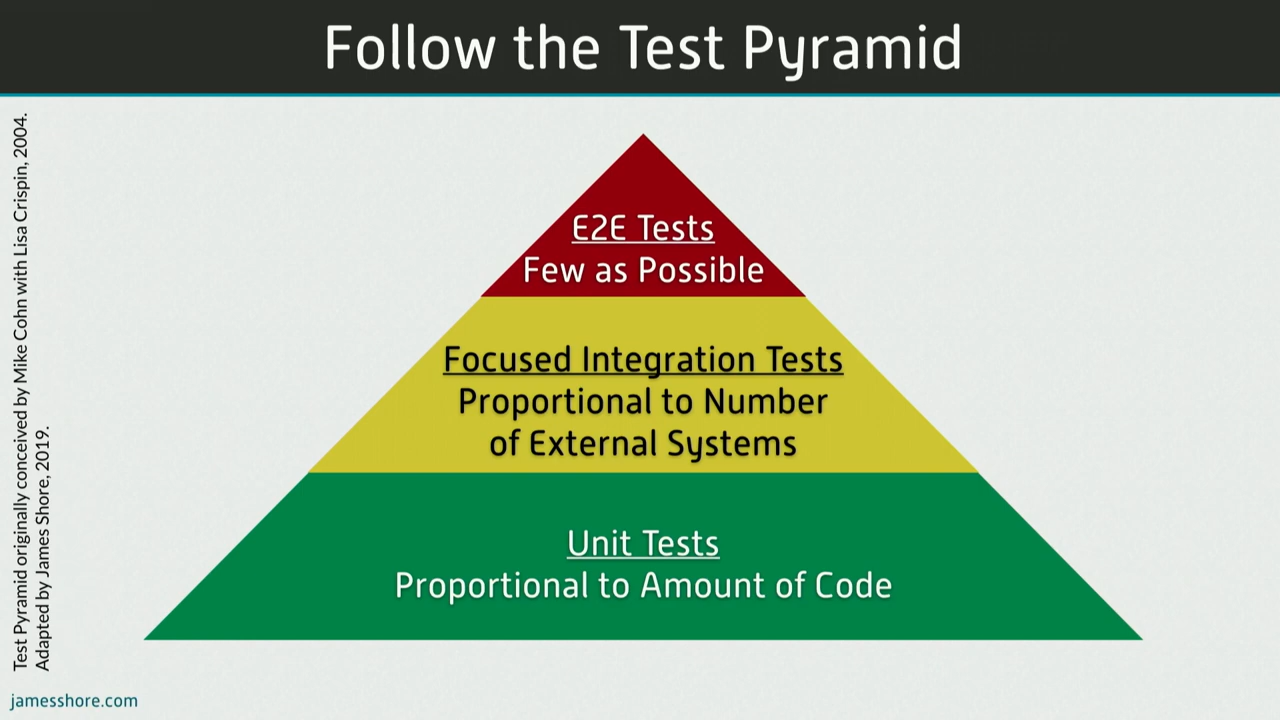 Follow the Test Pyramid
Test Pyramid originally conceived by Mike Cohn with Lisa Crispin, 2004.
Adapted by James Shore, 2019.
E2E Tests
Few as Possible
Focused Integration Tests
Proportional to Number
of External Systems
Unit Tests
Proportional to Amount of Code
jamesshore.com